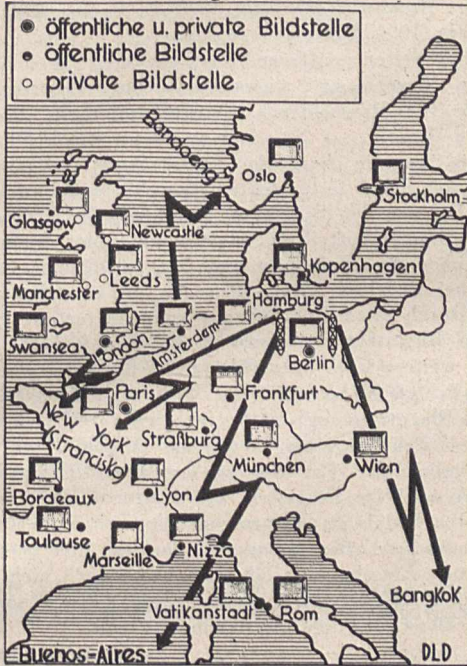 öffentliche u. private Bildstelle
öffentliche Bildstelle
private Bildstelle
Bandoeng
Oslo
Stockholm
Glasgow
Newcastle
Kopenhagen
Leeds
Manchester
Hamburg
Swansea
London
Amsterdam
Berlin
Paris
Frankfurt
New York
(S. Francisko)
Straßburg
München
Wien
Bordeaux
Lyon
Toulouse
Marseille
Nizza
Bangkok
Vatikanstadt
Rom
Buenos-Aires
DLD